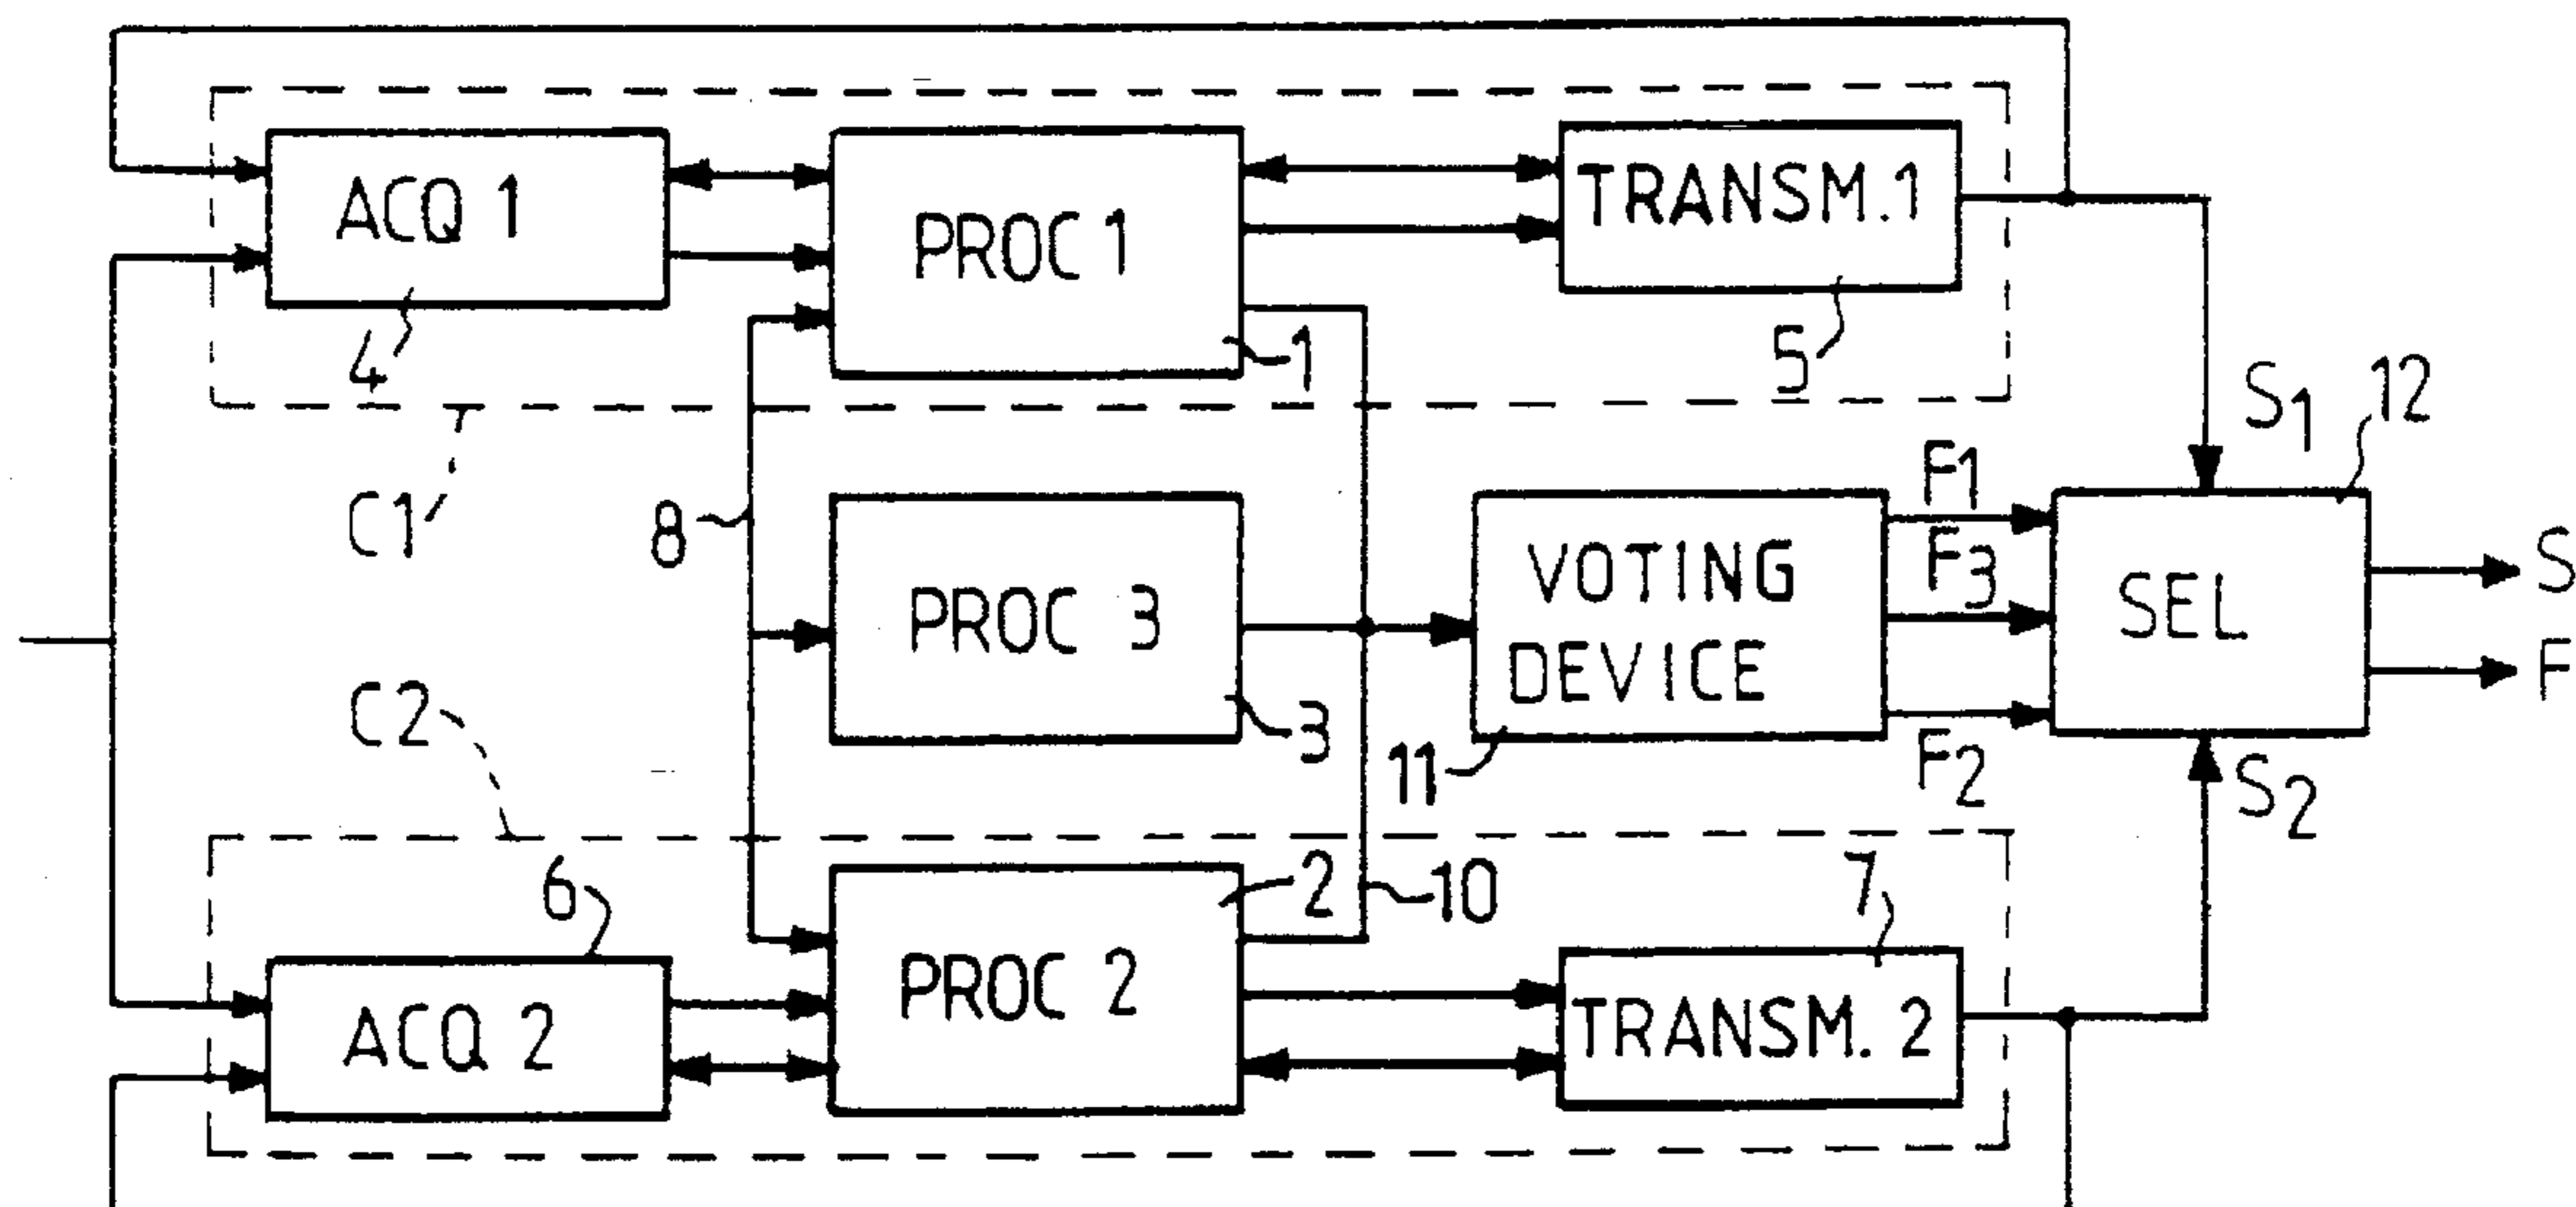 ACQ 1
4
PROC 1
1
TRANSM.1
5
C1
8
PROC 3
3
VOTING
DEVICE
11
F1
F3
F2
S1
12
SEL
S
F
S2
C2
6
ACQ 2
PROC 2
2
10
7
TRANSM. 2